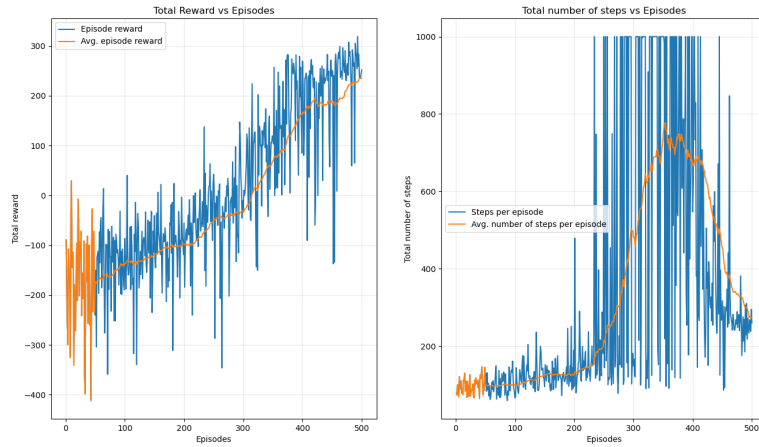 Total Reward vs Episodes
Episode reward
Avg. episode reward
300
200
100
0
−100
−200
−300
−400
Total reward
0
100
200
300
400
500
Episodes
Total number of steps vs Episodes
1000
800
600
400
200
Total number of steps
Steps per episode
Avg. number of steps per episode
0
100
200
300
400
500
Episodes